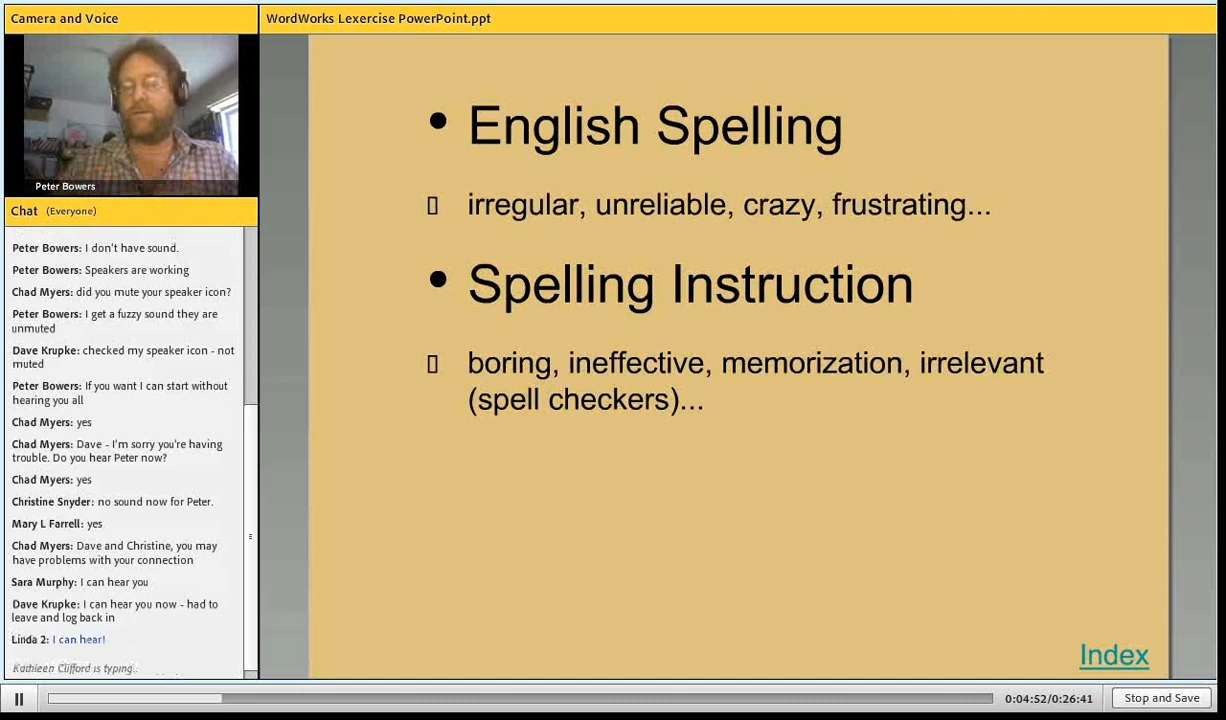 Camera and Voice
WordWorks Lexercise PowerPoint.ppt
Peter Bowers
Chat (Everyone)
Peter Bowers: I don't have sound.
Peter Bowers: Speakers are working
Chad Myers: did you mute your speaker icon?
Peter Bowers: I get a fuzzy sound they are
unmuted
Dave Krupke: checked my speaker icon - not
muted
Peter Bowers: If you want I can start without
hearing you all
Chad Myers: yes
Chad Myers: Dave - I'm sorry you're having
trouble. Do you hear Peter now?
Chad Myers: yes
Christine Snyder: no sound now for Peter.
Mary L Farrell: yes
Chad Myers: Dave and Christine, you may
have problems with your connection
Sara Murphy: I can hear you
Dave Krupke: I can hear you now - had to
leave and log back in
Linda 2: I can hear!
Kathleen Clifford is typing..
• English Spelling
irregular, unreliable, crazy, frustrating...
• Spelling Instruction
boring, ineffective, memorization, irrelevant
(spell checkers)...
Index
0:04:52/0:26:41
Stop and Save